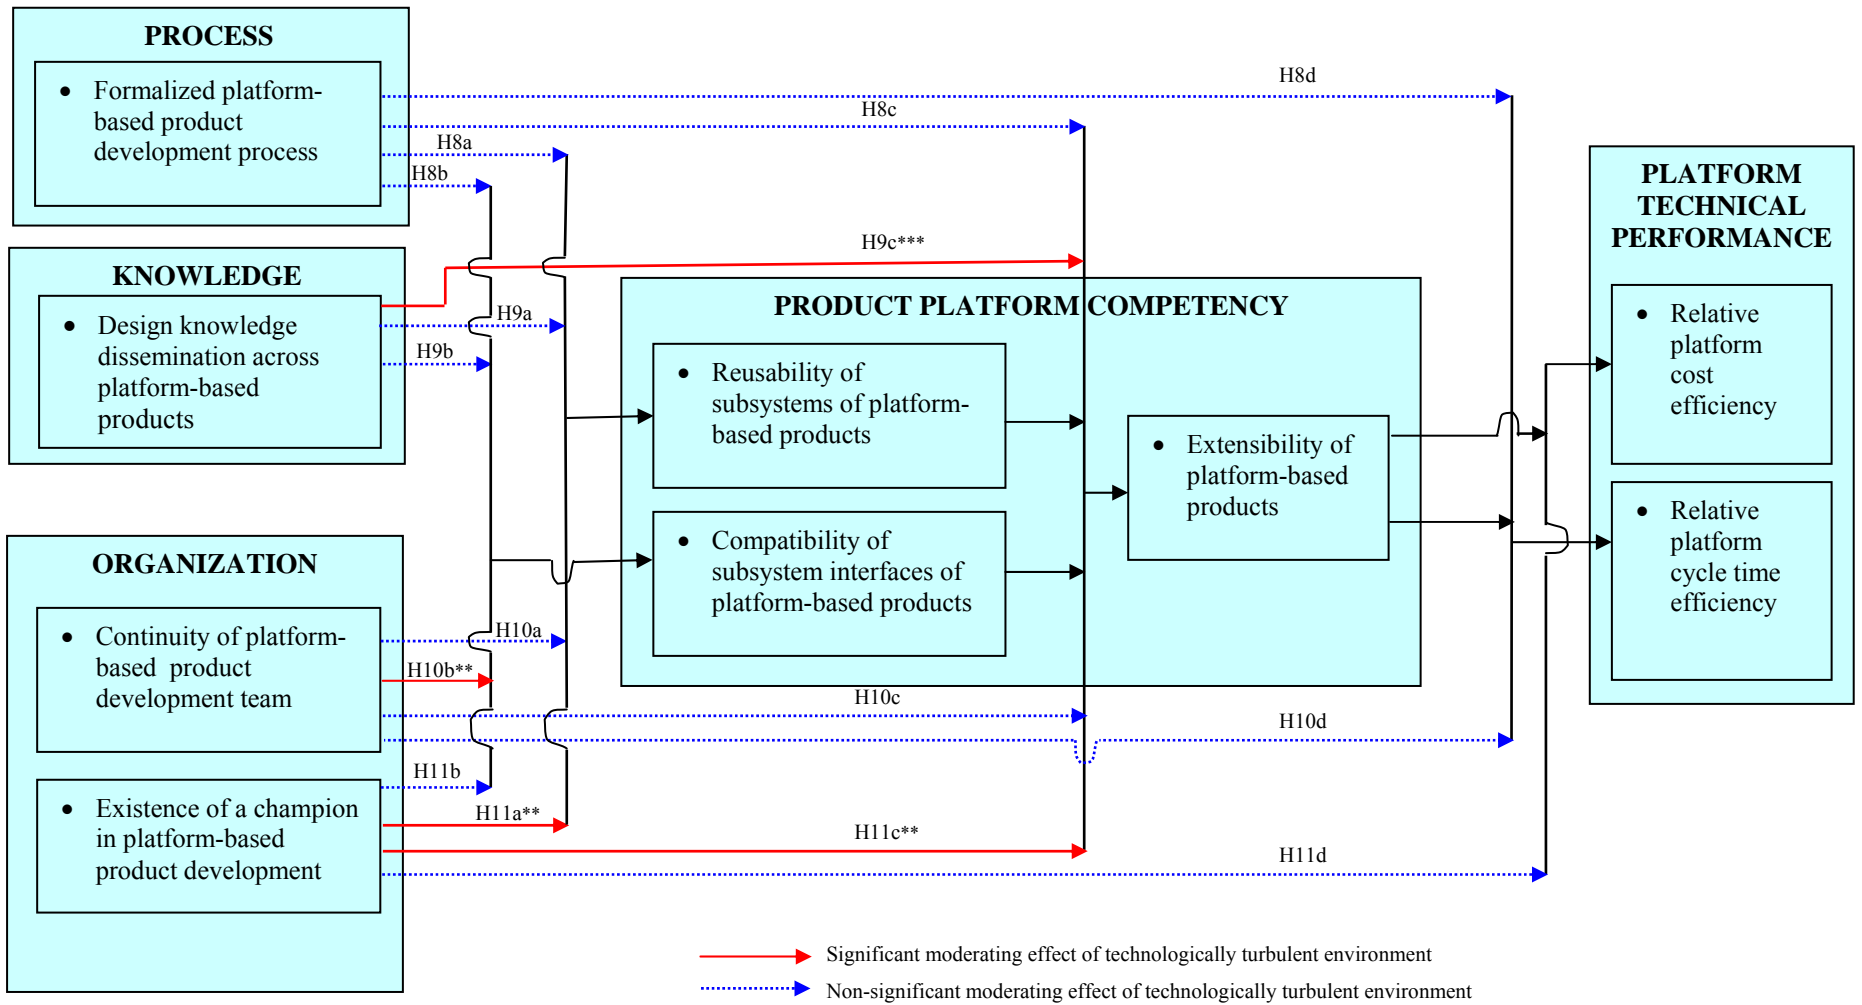 PROCESS
• Formalized platform-
based product
development process
H8d
H8c
H8a
H8b
KNOWLEDGE
• Design knowledge
dissemination across
platform-based
products
H9c***
H9a
H9b
ORGANIZATION
• Continuity of platform-
based product
development team
• Existence of a champion
in platform-based
product development
H10a
H10b**
H10c
H10d
H11b
H11a**
H11c**
H11d
PRODUCT PLATFORM COMPETENCY
• Reusability of
subsystems of platform-
based products
• Compatibility of
subsystem interfaces of
platform-based products
• Extensibility of
platform-based
products
PLATFORM
TECHNICAL
PERFORMANCE
• Relative
platform
cost
efficiency
• Relative
platform
cycle time
efficiency
Significant moderating effect of technologically turbulent environment
Non-significant moderating effect of technologically turbulent environment